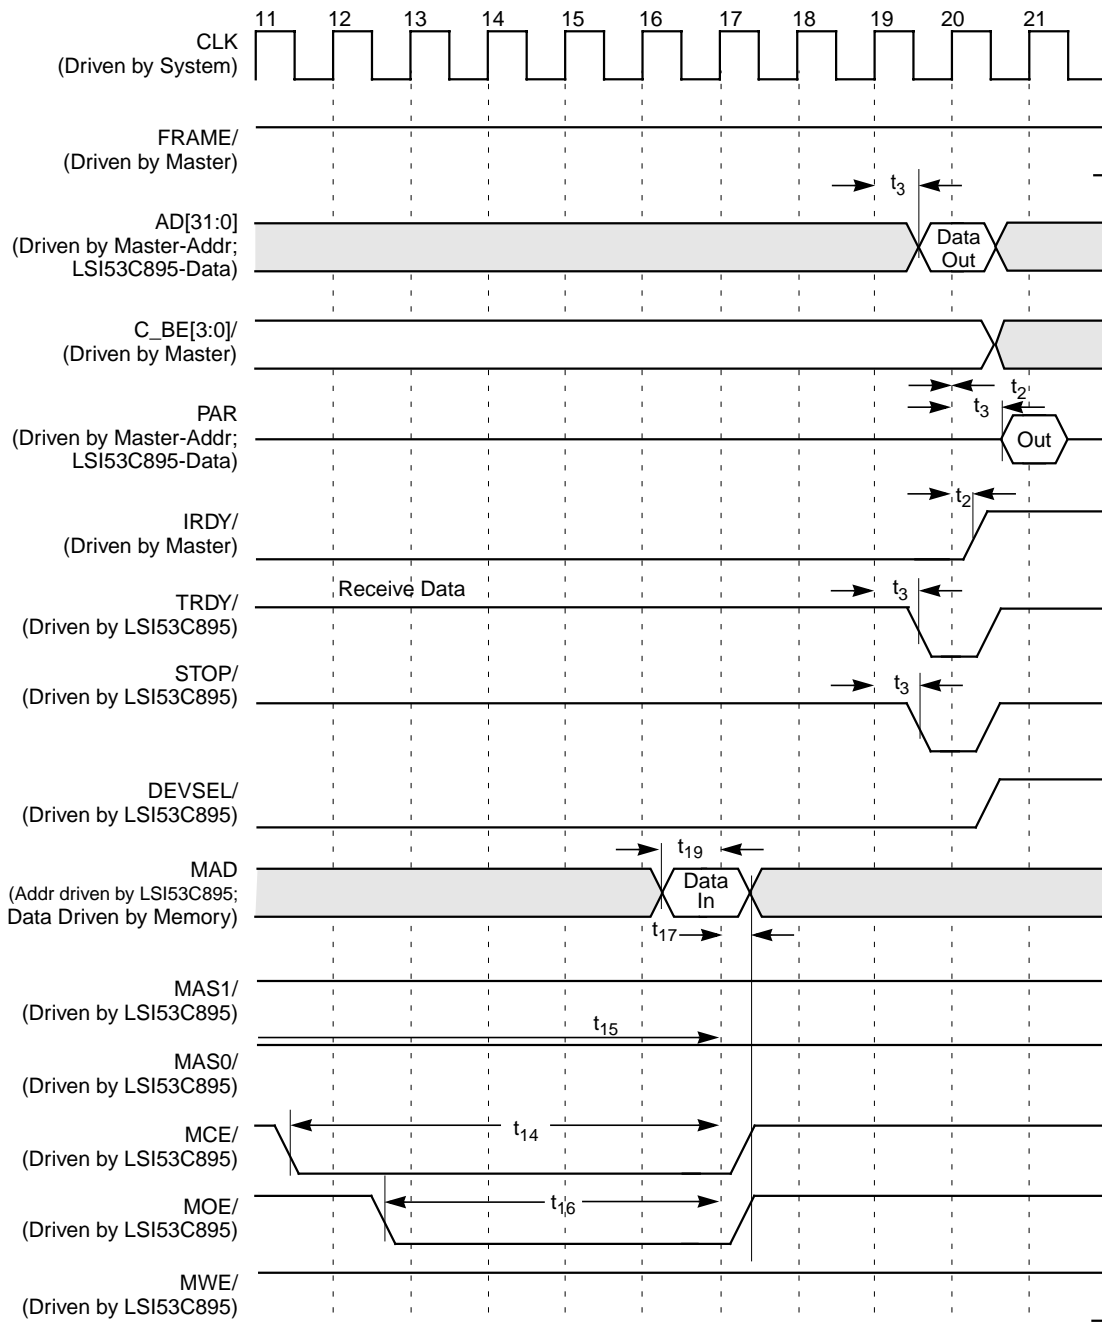 11 12 13 14 15 16 17 18 19 20 21
CLK
(Driven by System)
FRAME/
(Driven by Master)
t3
AD[31:0]
(Driven by Master-Addr;
LSI53C895-Data)
Data
Out
C_BE[3:0]/
(Driven by Master)
t2
t3
PAR
(Driven by Master-Addr;
LSI53C895-Data)
Out
t2
IRDY/
(Driven by Master)
Receive Data
t3
TRDY/
(Driven by LSI53C895)
STOP/
(Driven by LSI53C895)
t3
DEVSEL/
(Driven by LSI53C895)
t19
MAD
(Addr driven by LSI53C895;
Data Driven by Memory)
Data
In
t17
MAS1/
(Driven by LSI53C895)
t15
MAS0/
(Driven by LSI53C895)
t14
MCE/
(Driven by LSI53C895)
t16
MOE/
(Driven by LSI53C895)
MWE/
(Driven by LSI53C895)